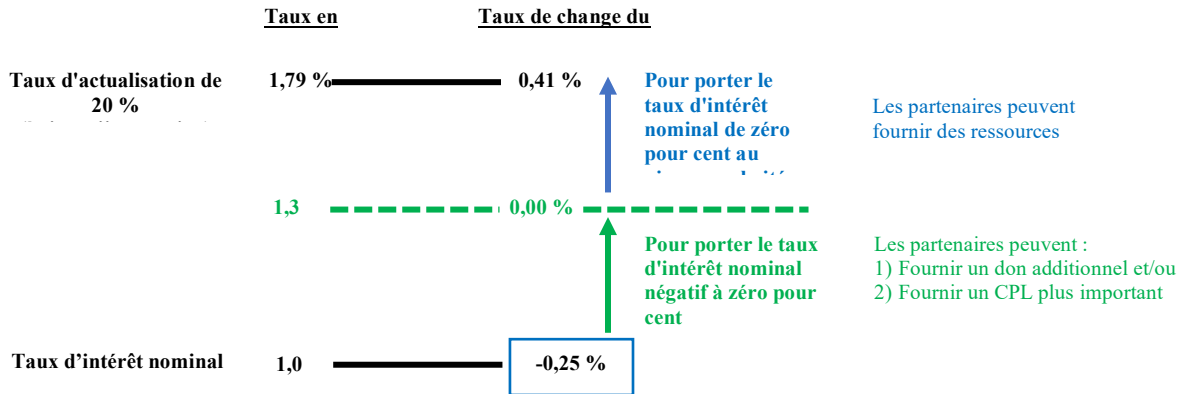 Taux en
Taux de change du
Taux d'actualisation de
20 %
1,79 %
0,41 %
Pour porter le
taux d'intérêt
nominal de zéro
pour cent au
Les partenaires peuvent
fournir des ressources
1,3
0,00 %
Pour porter le taux
d'intérêt nominal
négatif à zéro pour
cent
Les partenaires peuvent :
1) Fournir un don additionnel et/ou
2) Fournir un CPL plus important
Taux d’intérêt nominal
1,0
-0,25 %